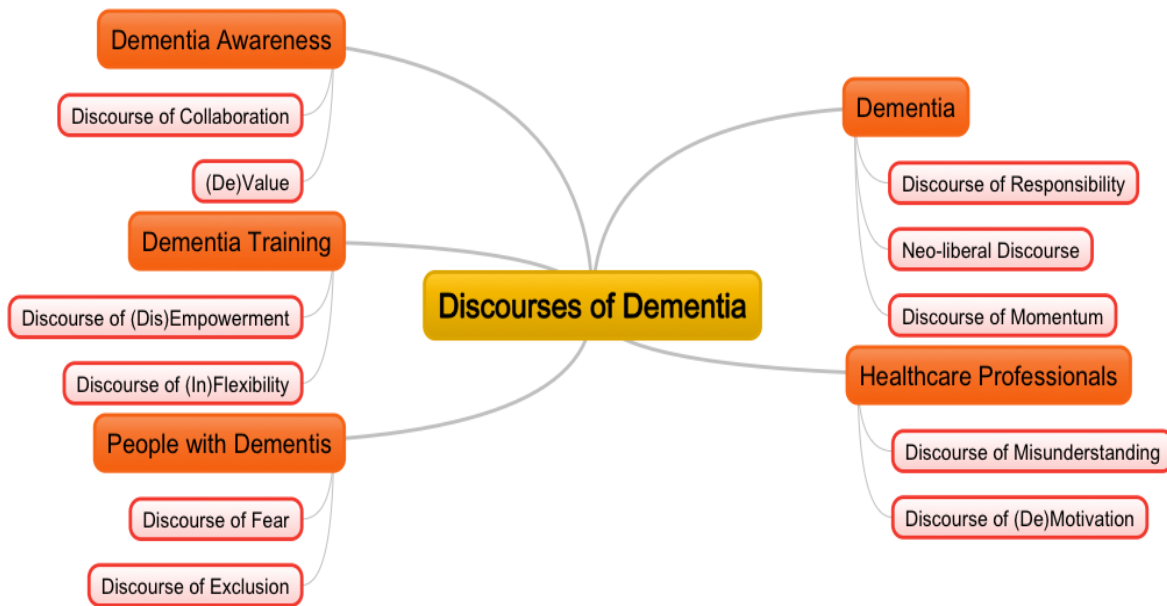 Dementia Awareness
Discourse of Collaboration
(De)Value
Dementia Training
Discourse of (Dis)Empowerment
Discourse of (In)Flexibility
People with Dementis
Discourse of Fear
Discourse of Exclusion
Discourses of Dementia
Dementia
Discourse of Responsibility
Neo-liberal Discourse
Discourse of Momentum
Healthcare Professionals
Discourse of Misunderstanding
Discourse of (De)Motivation